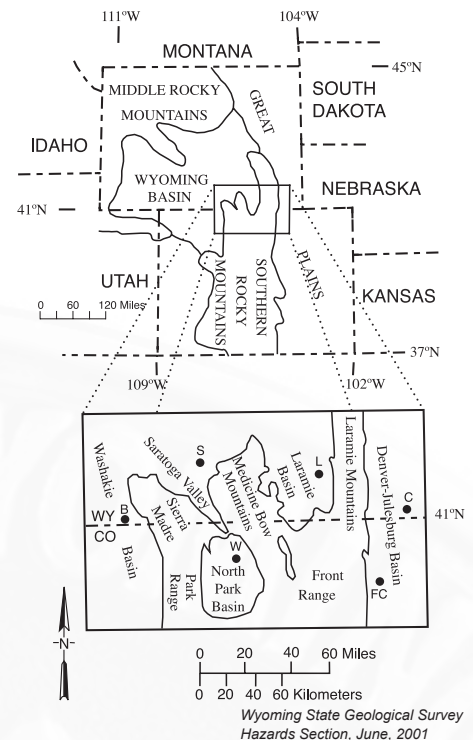 111ºW
104ºW
MONTANA
45ºN
MIDDLE ROCKY
MOUNTAINS
GREAT
SOUTH
DAKOTA
IDAHO
WYOMING
BASIN
NEBRASKA
41ºN
41ºN
UTAH
MOUNTAINS
ROCKY
SOUTHERN
PLAINS
KANSAS
0 60 120 Miles
37ºN
109ºW
102ºW
Washakie
Basin
Saratoga Valley
S
Medicine Bow
Mountains
Laramie
Basin
L
Laramie Mountains
Denver-Julesburg Basin
C
B
WY
CO
Sierra
Madre
41ºN
W
North
Park
Basin
Park
Range
Front
Range
FC
-N-
0 20 40 60 Miles
0 20 40 60 Kilometers
Wyoming State Geological Survey
Hazards Section, June, 2001